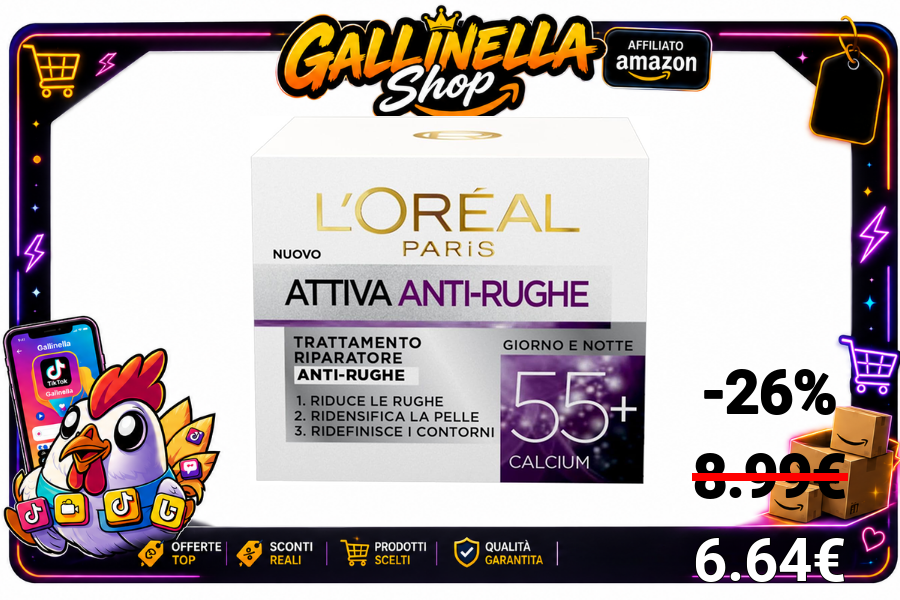 GALLINELLA
Shop
AFFILIATO
amazon
L'ORÉAL
PARiS
NUOVO
ATTIVA ANTI-RUGHE
TRATTAMENTO
RIPARATORE
ANTI-RUGHE
1. RIDUCE LE RUGHE
2. RIDENSIFICA LA PELLE
3. RIDEFINISCE I CONTORNI
GIORNO E NOTTE
55+
CALCIUM
Gallinella
TikTok
Gallinella
-26%
8.99€
6.64€
OFFERTE
TOP
SCONTI
REALI
PRODOTTI
SCELTI
QUALITÀ
GARANTITA